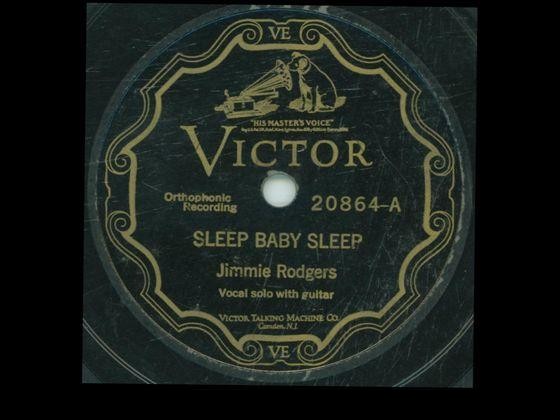 VE
"HIS MASTER'S VOICE"
VICTOR
Orthophonic
Recording
20864-A
SLEEP BABY SLEEP
Jimmie Rodgers
Vocal solo with guitar
VICTOR TALKING MACHINE CO.
Camden, N.J.
VE